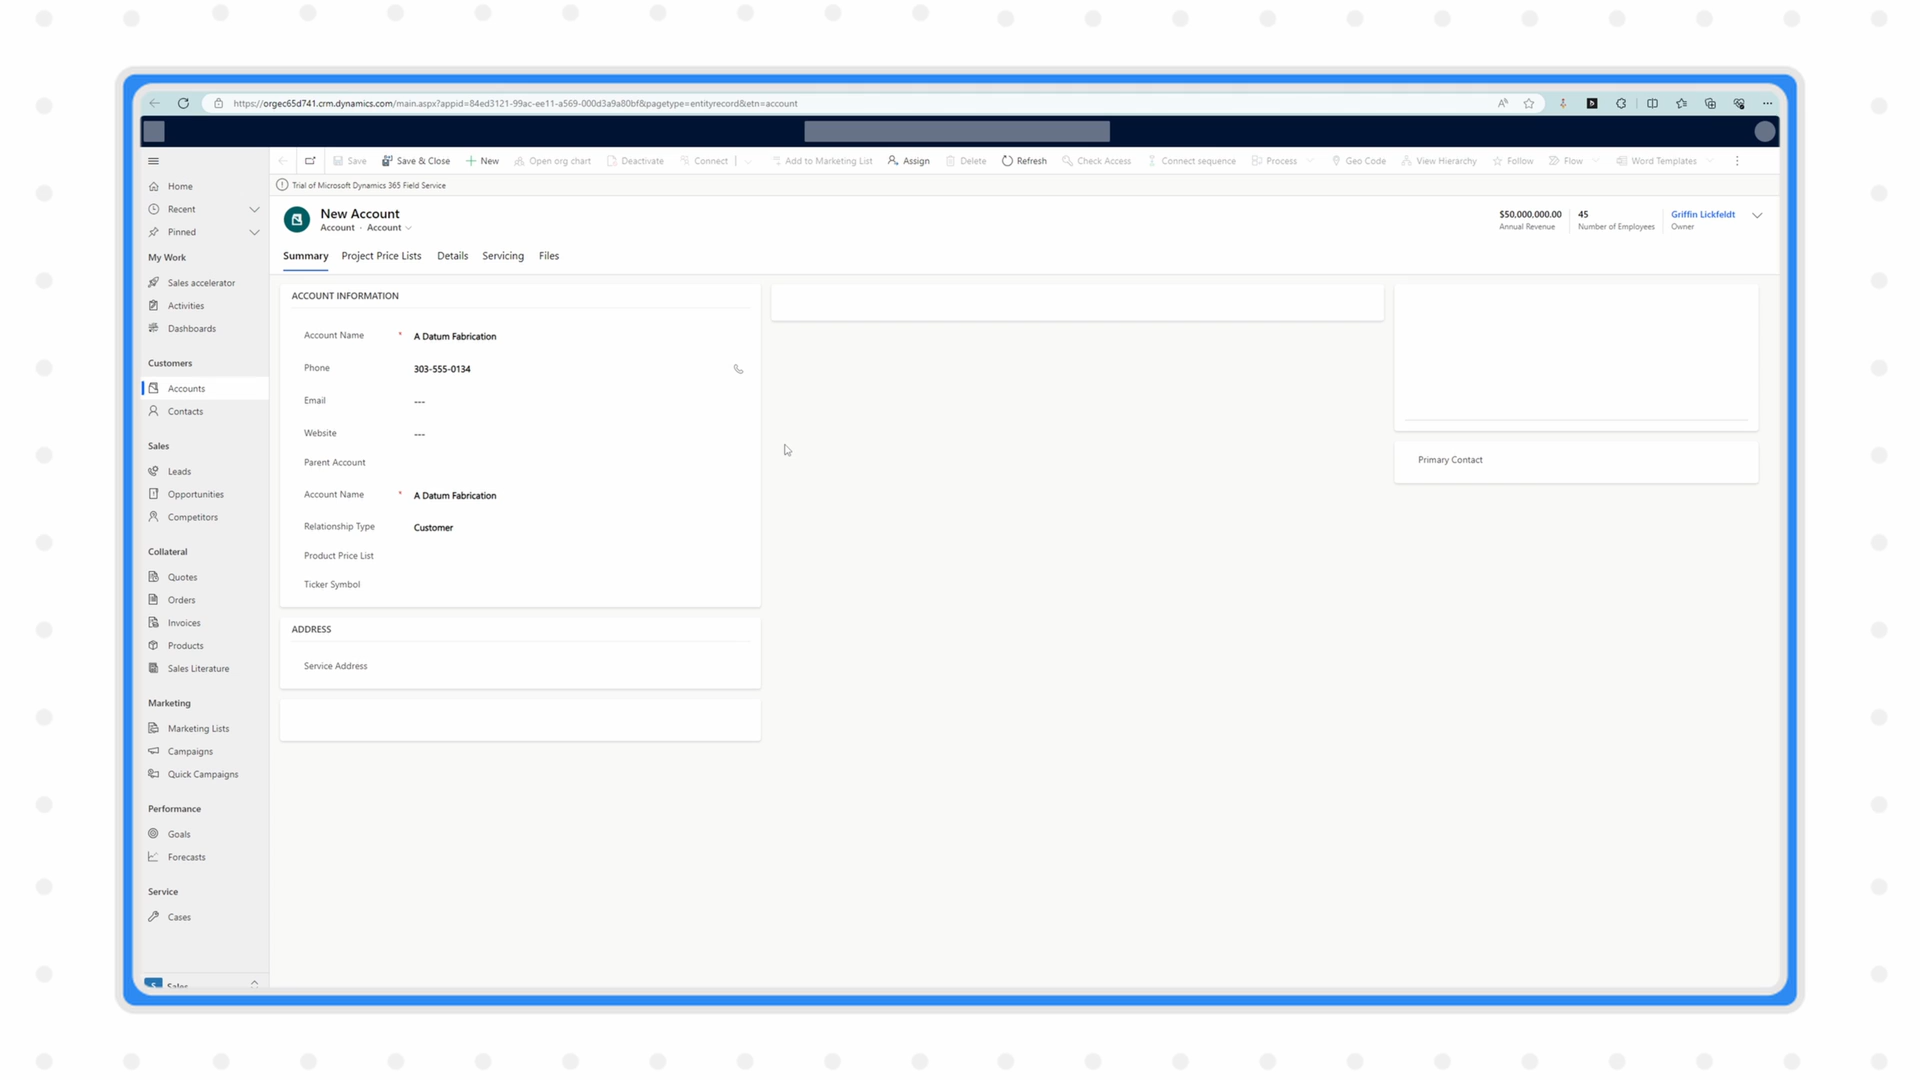 https://orgec65d741.crm.dynamics.com/main.aspx?appid=84ed3121-99ac-ee11-a569-000d3a9a80bf&pagetype=entityrecord&etn=account
Save
Save & Close
New
Open org chart
Deactivate
Connect
Add to Marketing List
Assign
Delete
Refresh
Check Access
Connect sequence
Process
Geo Code
View Hierarchy
Follow
Flow
Word Templates
Trial of Microsoft Dynamics 365 Field Service
Home
Recent
Pinned
My Work
Sales accelerator
Activities
Dashboards
Customers
Accounts
Contacts
Sales
Leads
Opportunities
Competitors
Collateral
Quotes
Orders
Invoices
Products
Sales Literature
Marketing
Marketing Lists
Campaigns
Quick Campaigns
Performance
Goals
Forecasts
Service
Cases
Sales
New Account
Account · Account
$50,000,000.00
Annual Revenue
45
Number of Employees
Griffin Lickfeldt
Owner
Summary
Project Price Lists
Details
Servicing
Files
ACCOUNT INFORMATION
Account Name * A Datum Fabrication
Phone 303-555-0134
Email ---
Website ---
Parent Account
Account Name * A Datum Fabrication
Relationship Type Customer
Product Price List
Ticker Symbol
ADDRESS
Service Address
Primary Contact